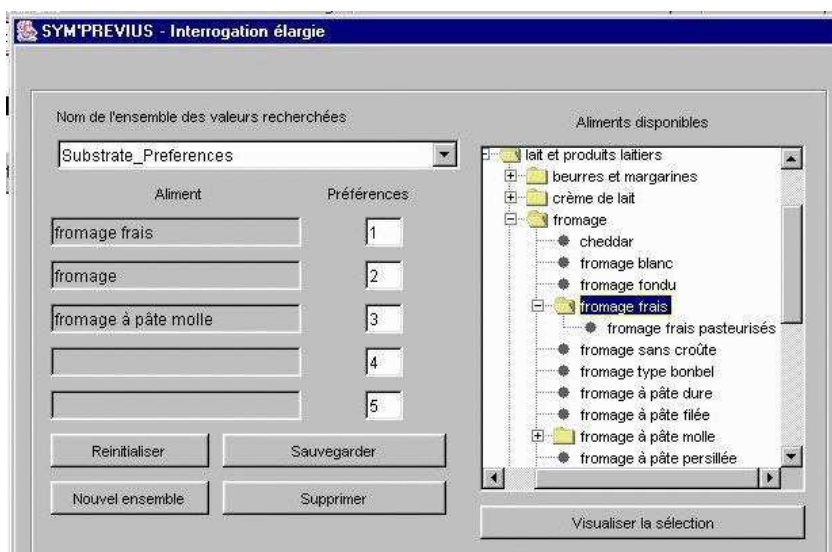 SYM'PREVIUS - Interrogation élargie
Nom de l'ensemble des valeurs recherchées
Substrate_Preferences
Aliment Préférences
fromage frais 1
fromage 2
fromage à pâte molle 3
4
5
Reinitialiser Sauvegarder
Nouvel ensemble Supprimer
Aliments disponibles
lait et produits laitiers
beurres et margarines
crème de lait
fromage
cheddar
fromage blanc
fromage fondu
fromage frais
fromage frais pasteurisés
fromage sans croûte
fromage type bonbel
fromage à pâte dure
fromage à pâte filée
fromage à pâte molle
fromage à pâte persillée
Visualiser la sélection